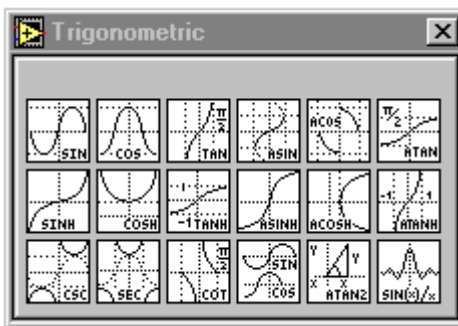 Trigonometric
SIN COS π/2 TAN ASIN ACOS π/2 ATAN
SINH COSH -1 -1 TANH ASINH ACOSH -1 1 ATANH
CSC SEC π/2 COT SIN COS Y Y X X ATAN2 SIN(x)/x